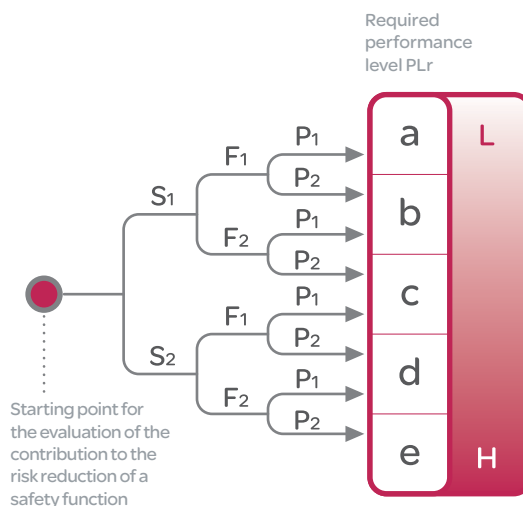 Required
performance
level PLr
a
L
P1
F1
P2
S1
b
P1
F2
P2
c
P1
F1
P2
S2
d
P1
F2
P2
e
H
Starting point for
the evaluation of the
contribution to the
risk reduction of a
safety function